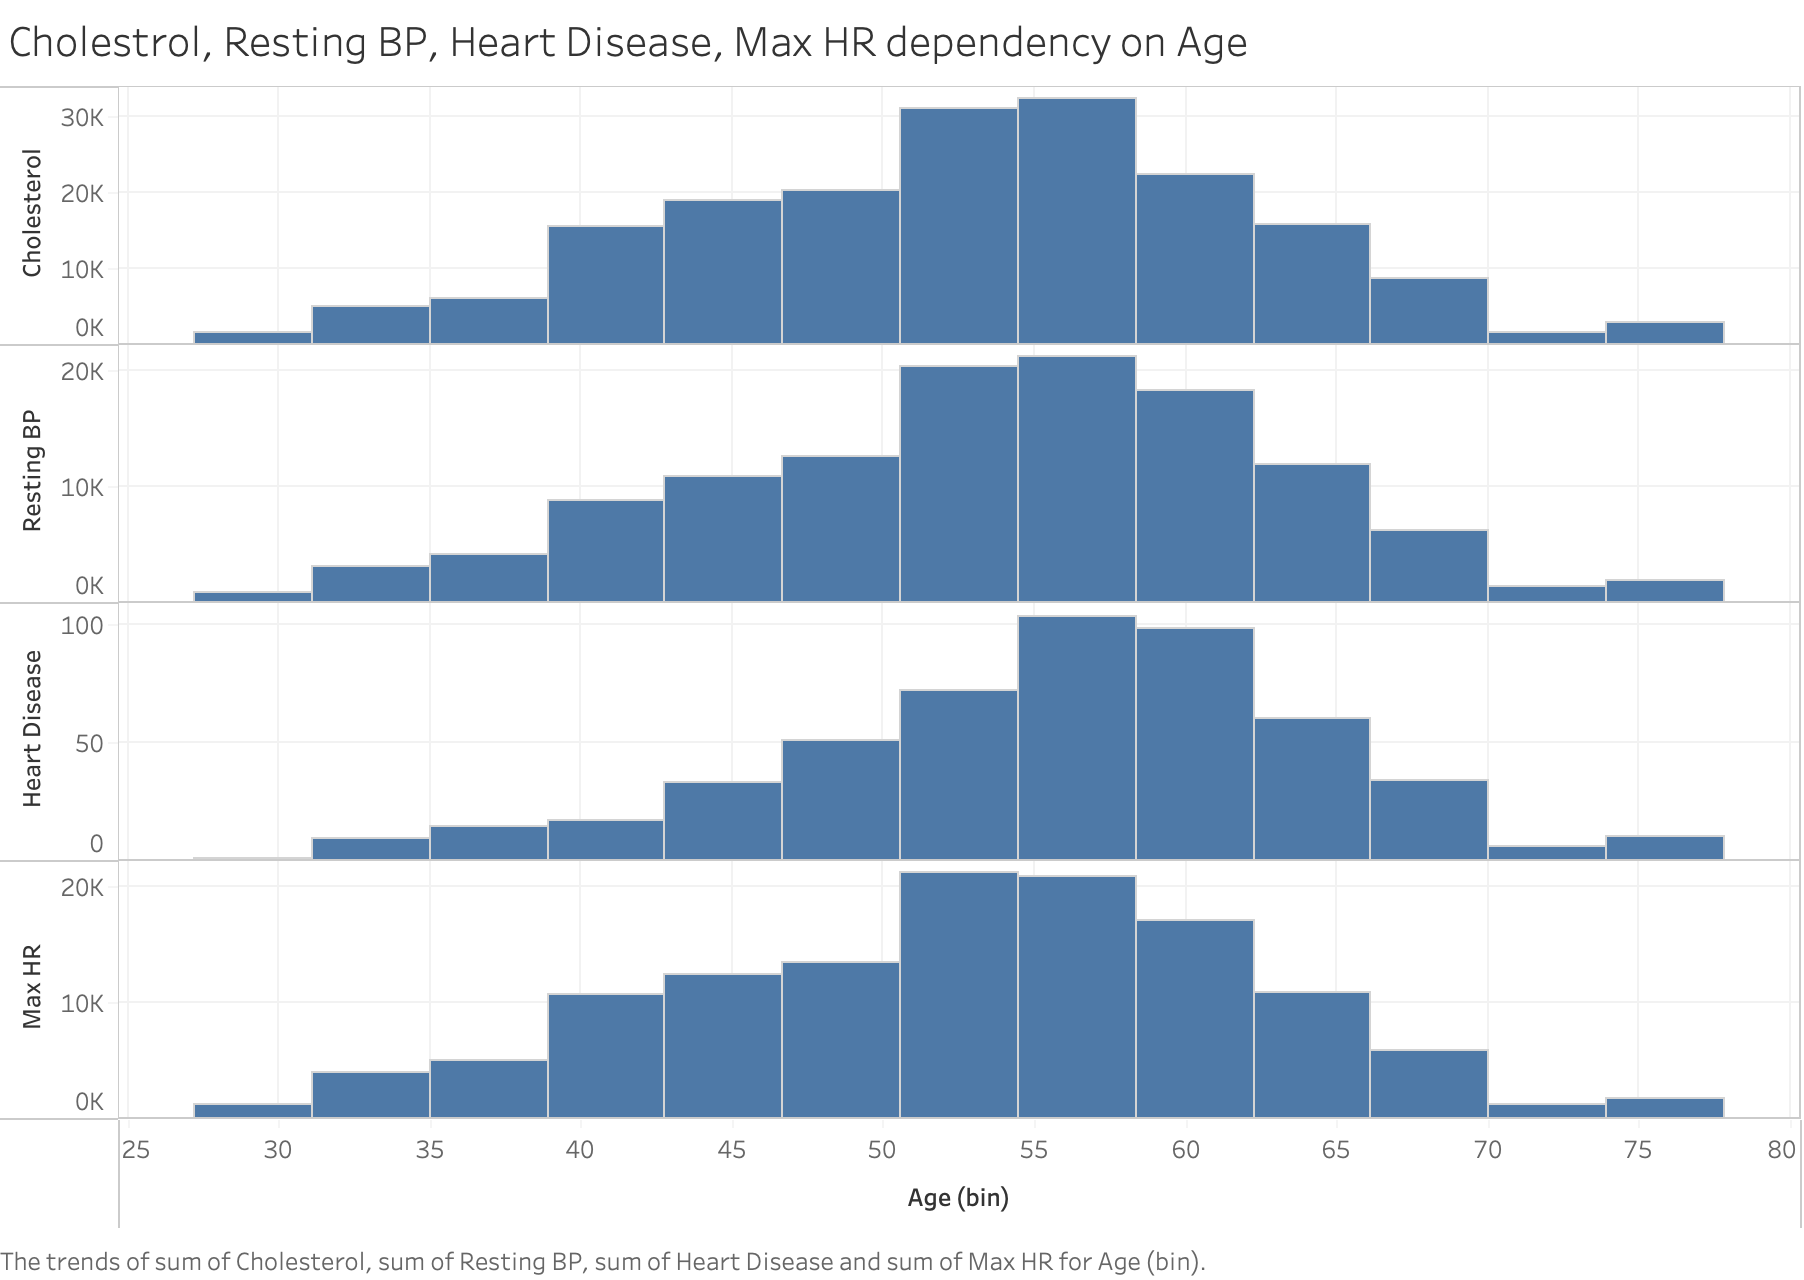 Cholestrol, Resting BP, Heart Disease, Max HR dependency on Age
30K
20K
10K
0K
Cholesterol
20K
10K
0K
Resting BP
100
50
0
Heart Disease
20K
10K
0K
Max HR
25 30 35 40 45 50 55 60 65 70 75 80
Age (bin)
The trends of sum of Cholesterol, sum of Resting BP, sum of Heart Disease and sum of Max HR for Age (bin).